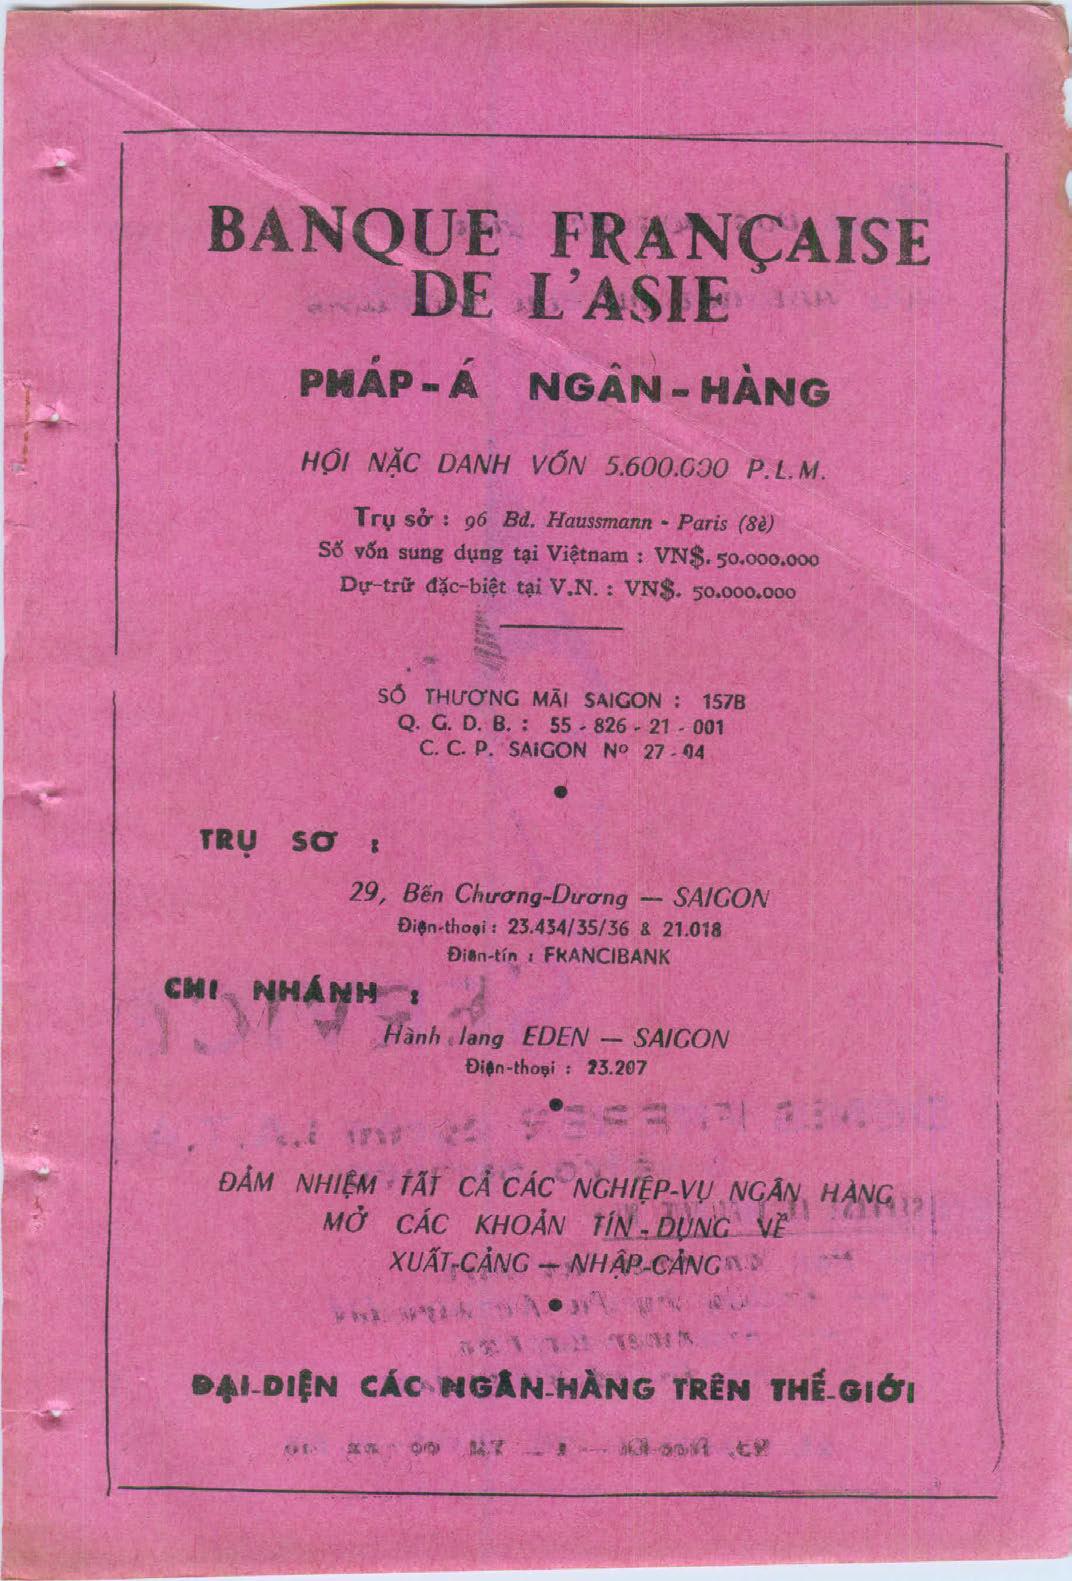 BANQUE FRANÇAISE
DE L'ASIE
PHÁP-Á NGÂN-HÀNG
HỘI NẶC DANH VỐN 5.600.000 P.L.M.
Trụ sở : 96 Bd. Haussmann - Paris (8è)
Số vốn sung dụng tại Việtnam : VN$. 50.000.000
Dự-trữ đặc-biệt tại V.N. : VN$. 50.000.000
SỐ THƯƠNG MÃI SAIGON : 157B
Q. G. D. B. : 55 - 826 - 21 - 001
C. C. P. SAIGON Nº 27 - 04
TRỤ SƠ :
29, Bến Chương-Dương — SAIGON
Điện-thoại : 23.434/35/36 & 21.018
Điện-tín : FRANCIBANK
CHI NHÁNH :
Hành lang EDEN — SAIGON
Điện-thoại : 23.207
ĐẢM NHIỆM TẤT CẢ CÁC NGHIỆP-VỤ NGÂN HÀNG
MỞ CÁC KHOẢN TÍN - DỤNG VỀ
XUẤT-CẢNG — NHẬP-CẢNG
ĐẠI-DIỆN CÁC NGÂN-HÀNG TRÊN THẾ-GIỚI